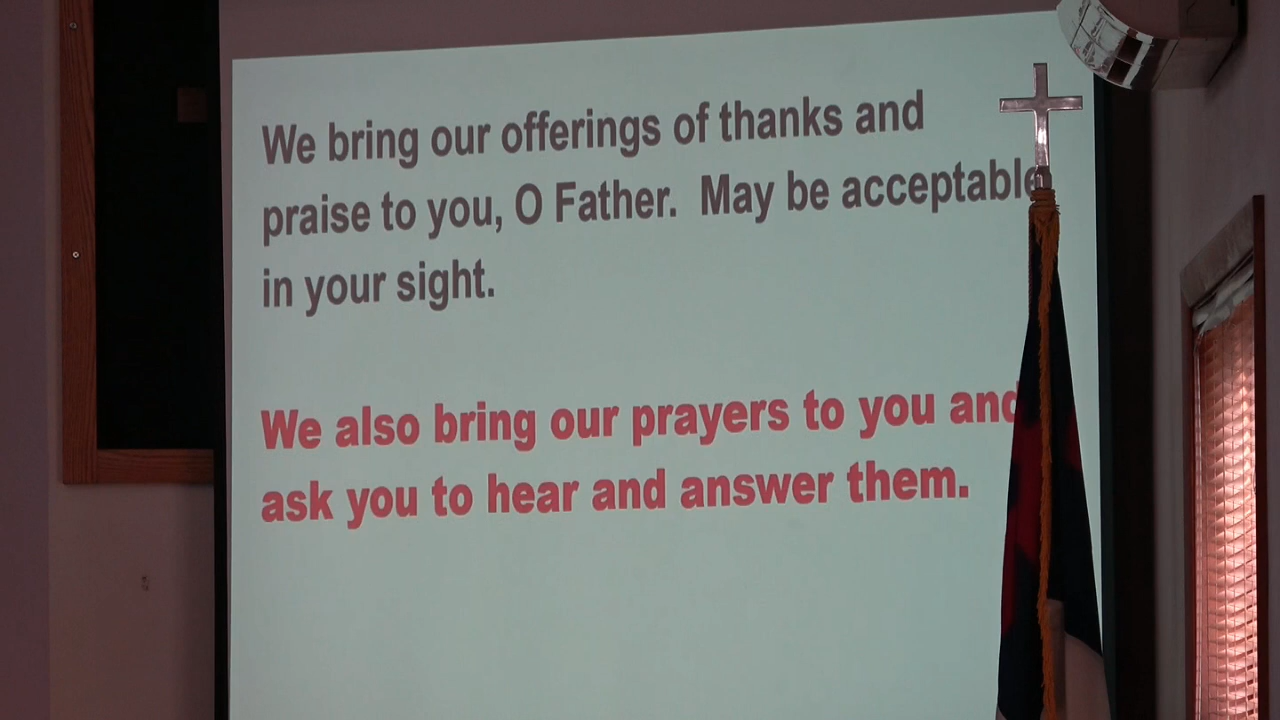 We bring our offerings of thanks and
praise to you, O Father. May be acceptable
in your sight.
We also bring our prayers to you and
ask you to hear and answer them.